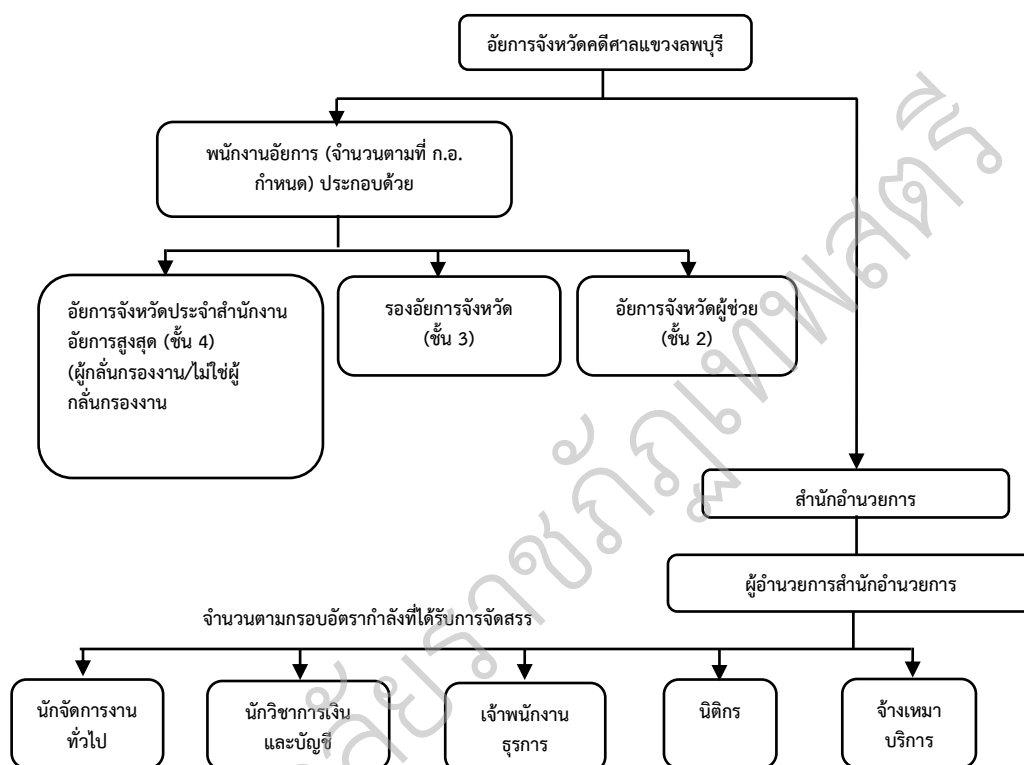 อัยการจังหวัดคดีศาลแขวงลพบุรี
พนักงานอัยการ (จำนวนตามที่ ก.อ.
กำหนด) ประกอบด้วย
อัยการจังหวัดประจำสำนักงาน
อัยการสูงสุด (ชั้น 4)
(ผู้กลั่นกรองงาน/ไม่ใช่ผู้
กลั่นกรองงาน
รองอัยการจังหวัด
(ชั้น 3)
อัยการจังหวัดผู้ช่วย
(ชั้น 2)
สำนักอำนวยการ
ผู้อำนวยการสำนักอำนวยการ
จำนวนตามกรอบอัตรากำลังที่ได้รับการจัดสรร
นักจัดการงาน
ทั่วไป
นักวิชาการเงิน
และบัญชี
เจ้าพนักงาน
ธุรการ
นิติกร
จ้างเหมา
บริการ
ลัยราชภัฏเทพสตรี